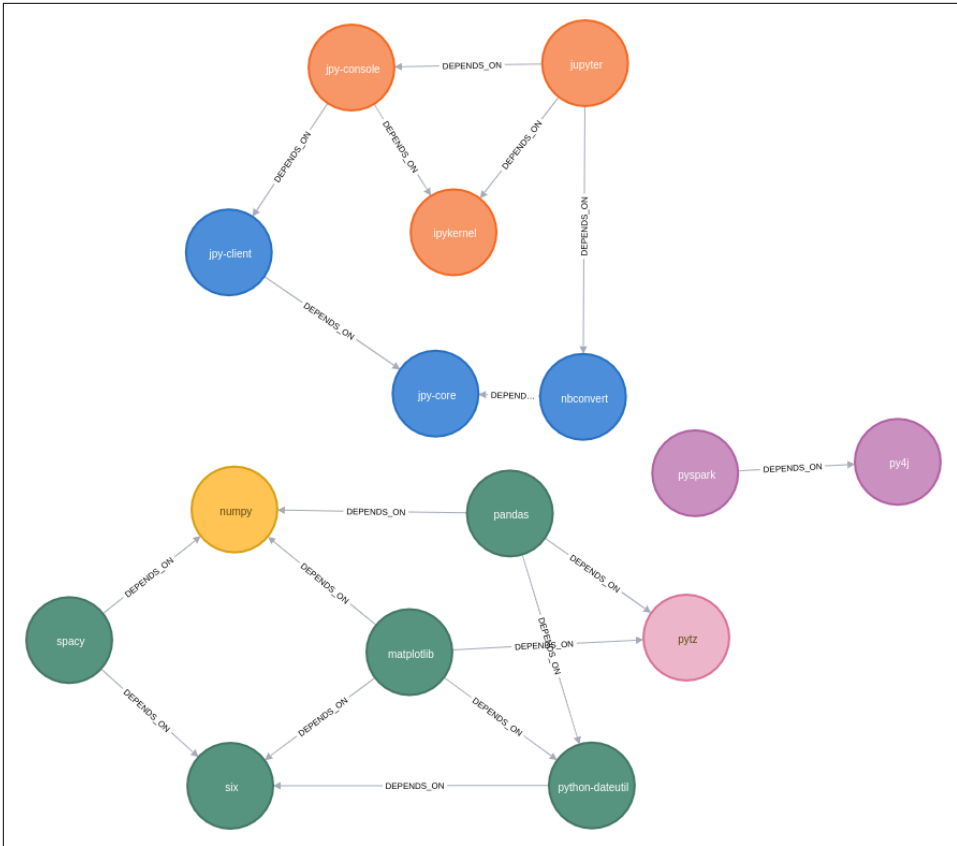 jpy-console
DEPENDS_ON
jupyter
DEPENDS_ON
DEPENDS_ON
DEPENDS_ON
DEPENDS_ON
ipykernel
jpy-client
DEPENDS_ON
jpy-core
DEPEND...
nbconvert
pyspark
DEPENDS_ON
py4j
numpy
DEPENDS_ON
pandas
DEPENDS_ON
DEPENDS_ON
DEPENDS_ON
spacy
matplotlib
DEPENDS_ON
DEPENDS_ON
pytz
DEPENDS_ON
DEPENDS_ON
DEPENDS_ON
six
DEPENDS_ON
python-dateutil